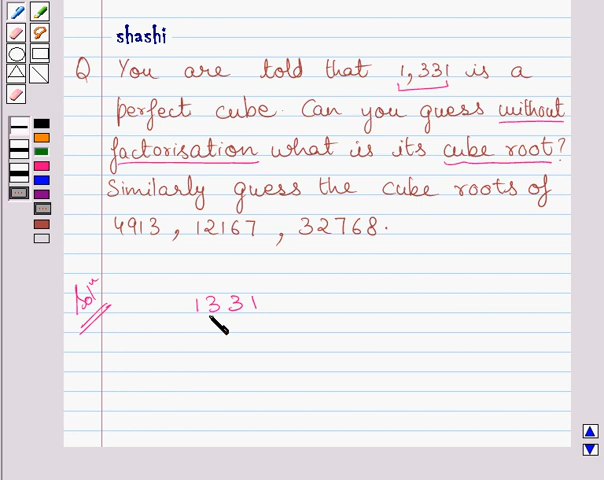 shashi
Q You are told that 1,331 is a
perfect cube. Can you guess without
factorisation what is its cube root?
Similarly guess the cube roots of
4913, 12167, 32768.
Solⁿ
1331